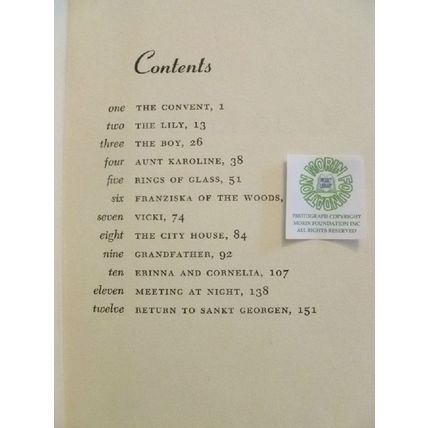 Contents
one THE CONVENT, 1
two THE LILY, 13
three THE BOY, 26
four AUNT KAROLINE, 38
five RINGS OF GLASS, 51
six FRANZISKA OF THE WOODS,
seven VICKI, 74
eight THE CITY HOUSE, 84
nine GRANDFATHER, 92
ten ERINNA AND CORNELIA, 107
eleven MEETING AT NIGHT, 138
twelve RETURN TO SANKT GEORGEN, 151
MORIN FOUNDATION
LIBRARY
PHOTOGRAPH COPYRIGHT
MORIN FOUNDATION INC
ALL RIGHTS RESERVED